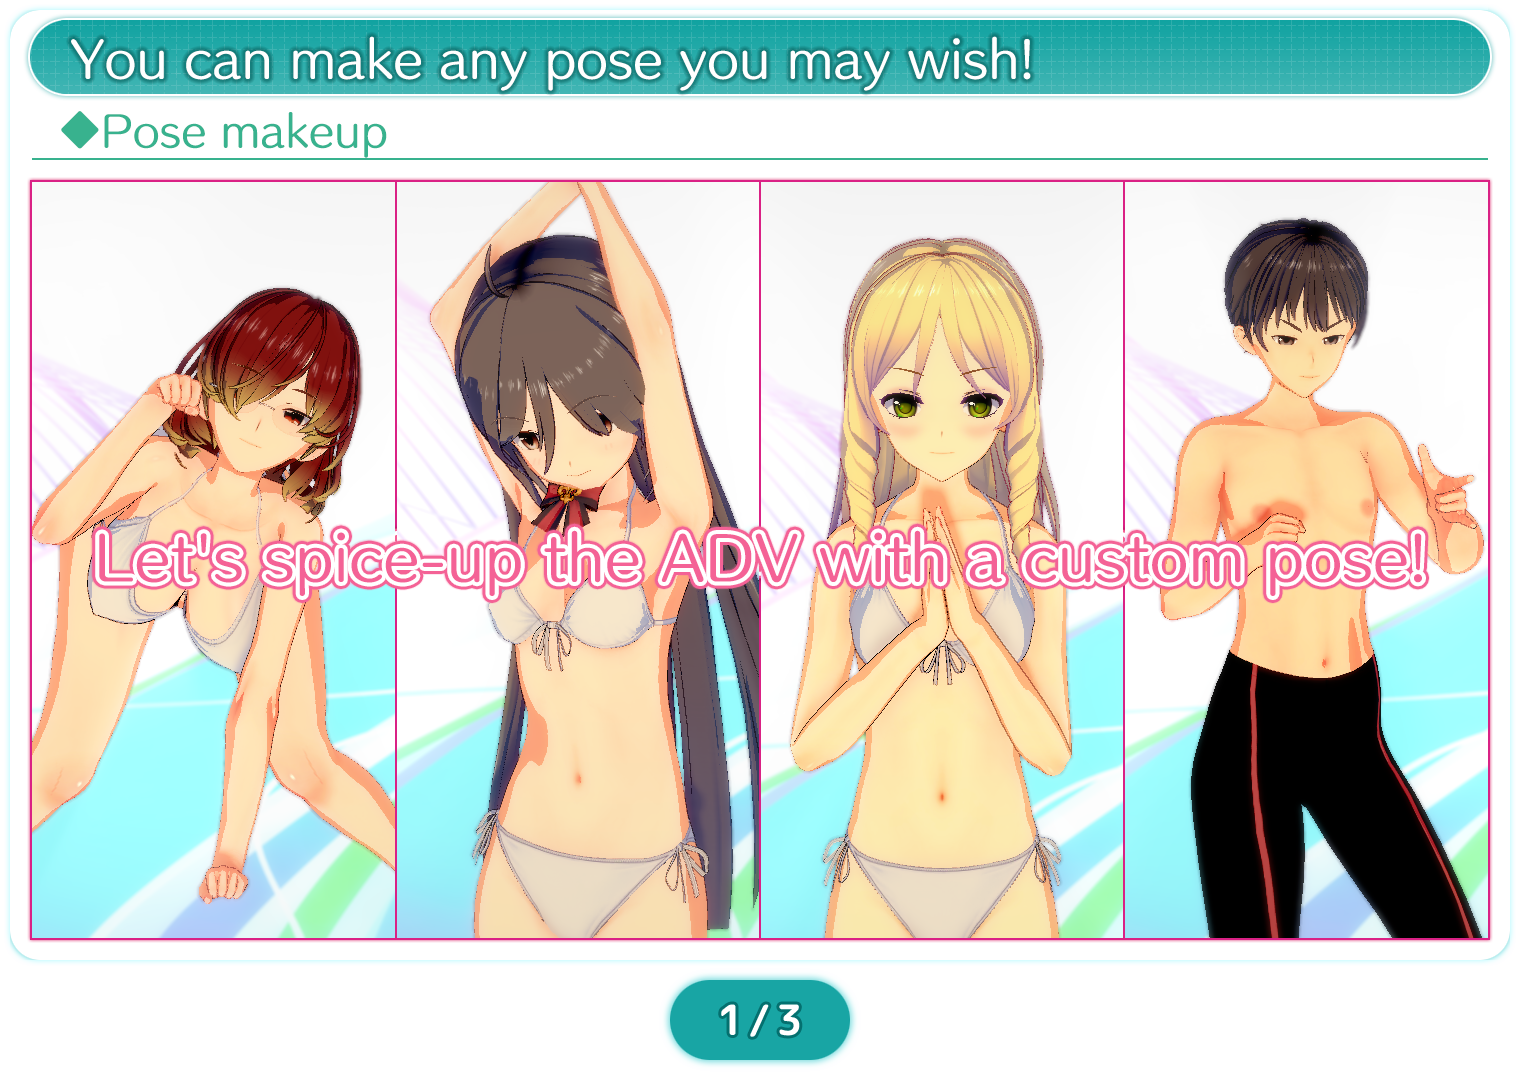 You can make any pose you may wish!
◆Pose makeup
Let's spice-up the ADV with a custom pose!
1/3